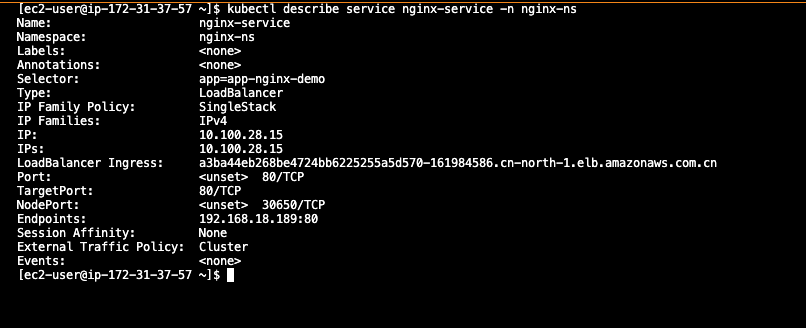 [ec2-user@ip-172-31-37-57 ~]$ kubectl describe service nginx-service -n nginx-ns
Name:                     nginx-service
Namespace:                nginx-ns
Labels:                   <none>
Annotations:              <none>
Selector:                 app=app-nginx-demo
Type:                     LoadBalancer
IP Family Policy:         SingleStack
IP Families:              IPv4
IP:                       10.100.28.15
IPs:                      10.100.28.15
LoadBalancer Ingress:     a3ba44eb268be4724bb6225255a5d570-161984586.cn-north-1.elb.amazonaws.com.cn
Port:                     <unset>  80/TCP
TargetPort:               80/TCP
NodePort:                 <unset>  30650/TCP
Endpoints:                192.168.18.189:80
Session Affinity:         None
External Traffic Policy:  Cluster
Events:                   <none>
[ec2-user@ip-172-31-37-57 ~]$